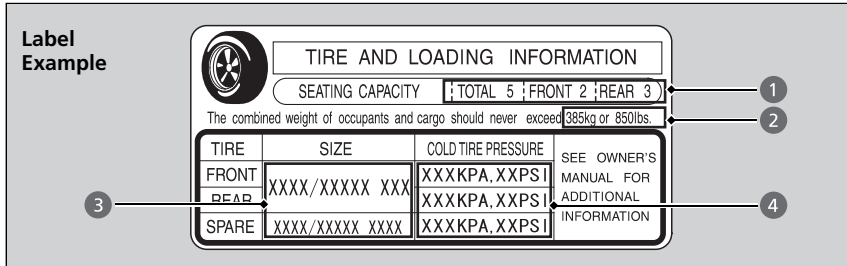 Label
Example
TIRE AND LOADING INFORMATION
SEATING CAPACITY TOTAL 5 FRONT 2 REAR 3
1
The combined weight of occupants and cargo should never exceed 385kg or 850lbs.
2
TIRE SIZE COLD TIRE PRESSURE
SEE OWNER'S
MANUAL FOR
ADDITIONAL
INFORMATION
FRONT XXXX/XXXXX XXX XXXKPA,XXPSI
REAR XXXKPA,XXPSI
3
4
SPARE XXXX/XXXXX XXXX XXXKPA,XXPSI